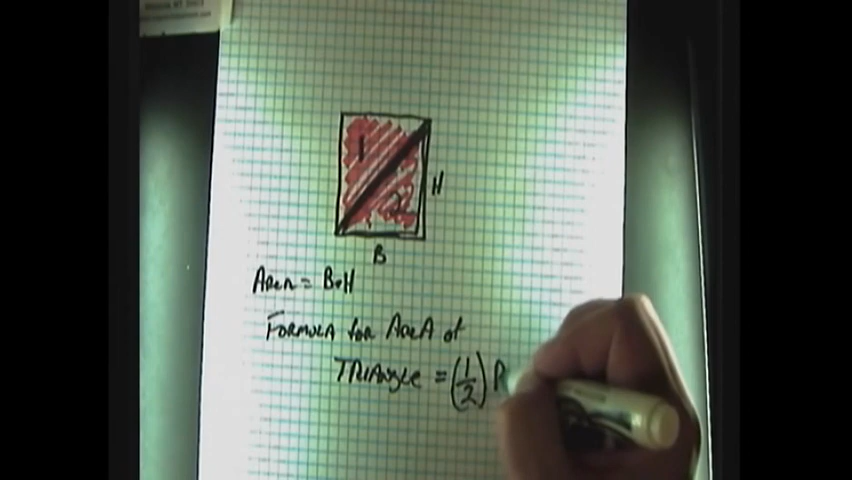 1
2
H
B
AREA = B•H
FORMULA for AREA of
TRIANGLE = (1/2) B